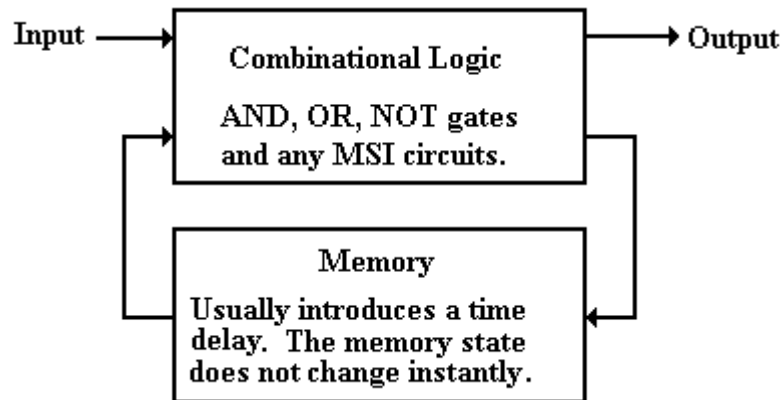 Input
Output
Combinational Logic
AND, OR, NOT gates
and any MSI circuits.
Memory
Usually introduces a time
delay. The memory state
does not change instantly.